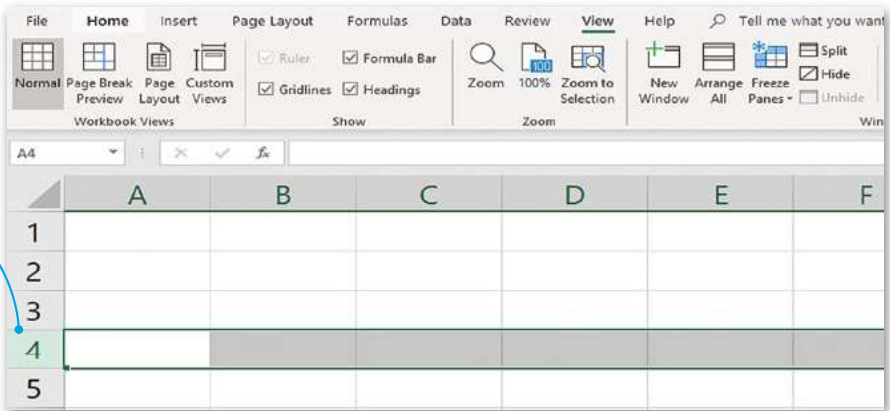 File Home Insert Page Layout Formulas Data Review View Help Tell me what you want
Normal Page Break Preview Page Layout Custom Views
Workbook Views
Ruler Formula Bar
Gridlines Headings
Show
Zoom 100% Zoom to Selection
Zoom
New Window Arrange All Freeze Panes
Split
Hide
Unhide
Win
A4 fx
A B C D E F
1
2
3
4
5